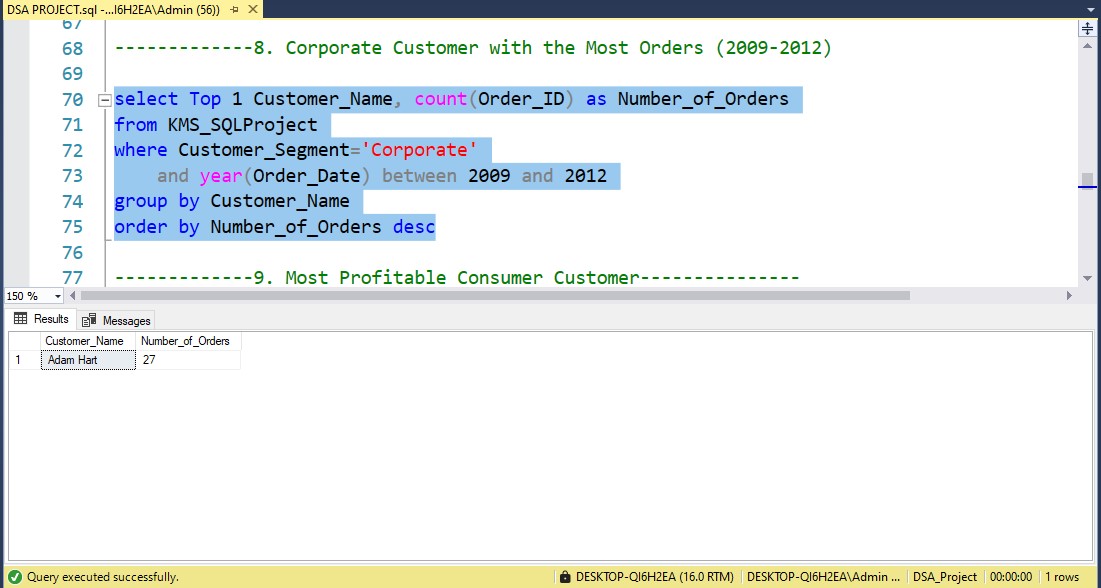 DSA PROJECT.sql -...I6H2EA\Admin (56))
67
68 -------------8. Corporate Customer with the Most Orders (2009-2012)
69
70 select Top 1 Customer_Name, count(Order_ID) as Number_of_Orders
71 from KMS_SQLProject
72 where Customer_Segment='Corporate'
73 and year(Order_Date) between 2009 and 2012
74 group by Customer_Name
75 order by Number_of_Orders desc
76
77 -------------9. Most Profitable Consumer Customer---------------
150 %
Results Messages
Customer_Name Number_of_Orders
1 Adam Hart 27
Query executed successfully. DESKTOP-QI6H2EA (16.0 RTM) DESKTOP-QI6H2EA\Admin ... DSA_Project 00:00:00 1 rows